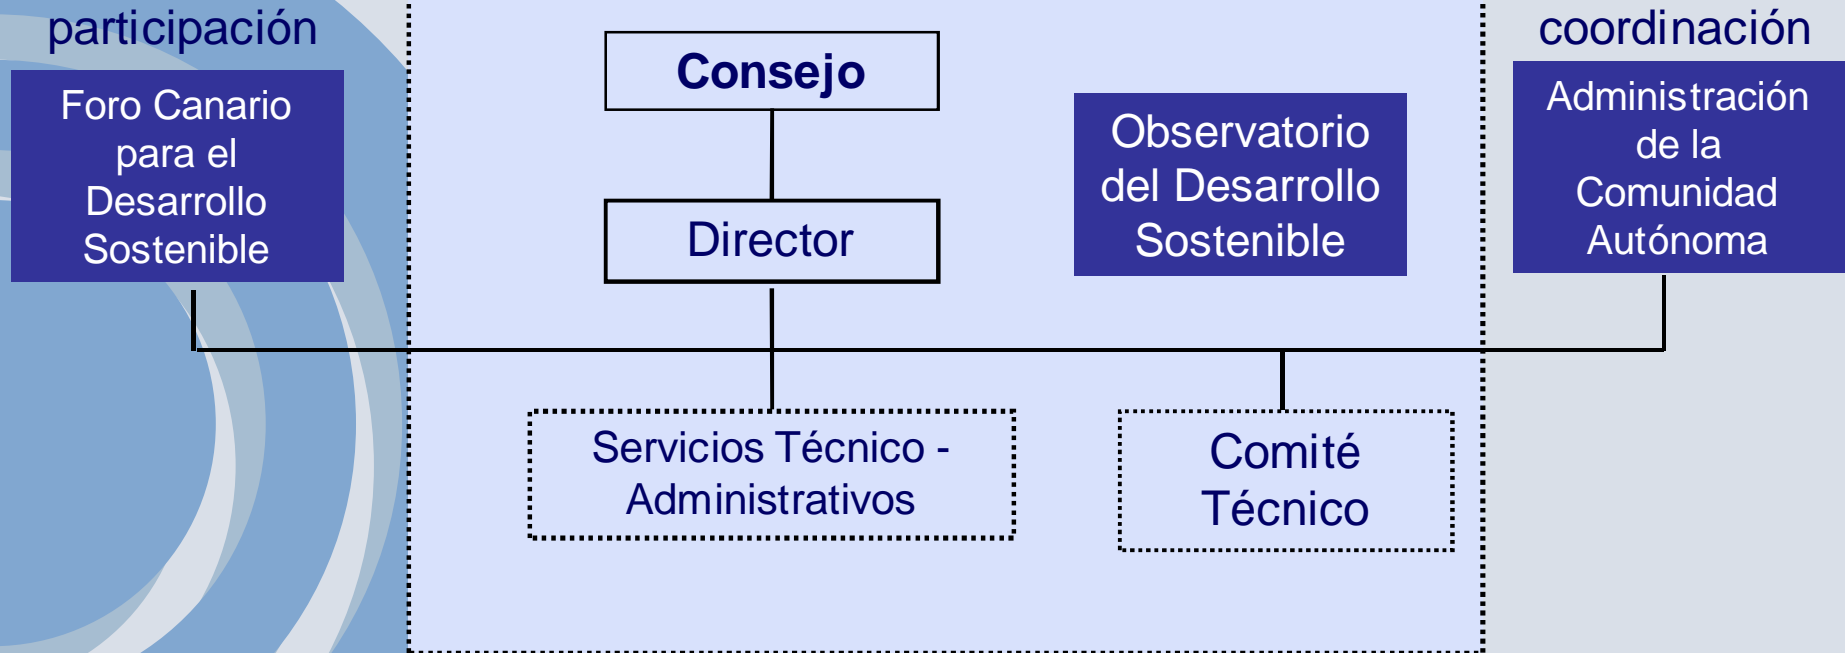 participación
Foro Canario
para el
Desarrollo
Sostenible
Consejo
Director
Observatorio
del Desarrollo
Sostenible
coordinación
Administración
de la
Comunidad
Autónoma
Servicios Técnico -
Administrativos
Comité
Técnico